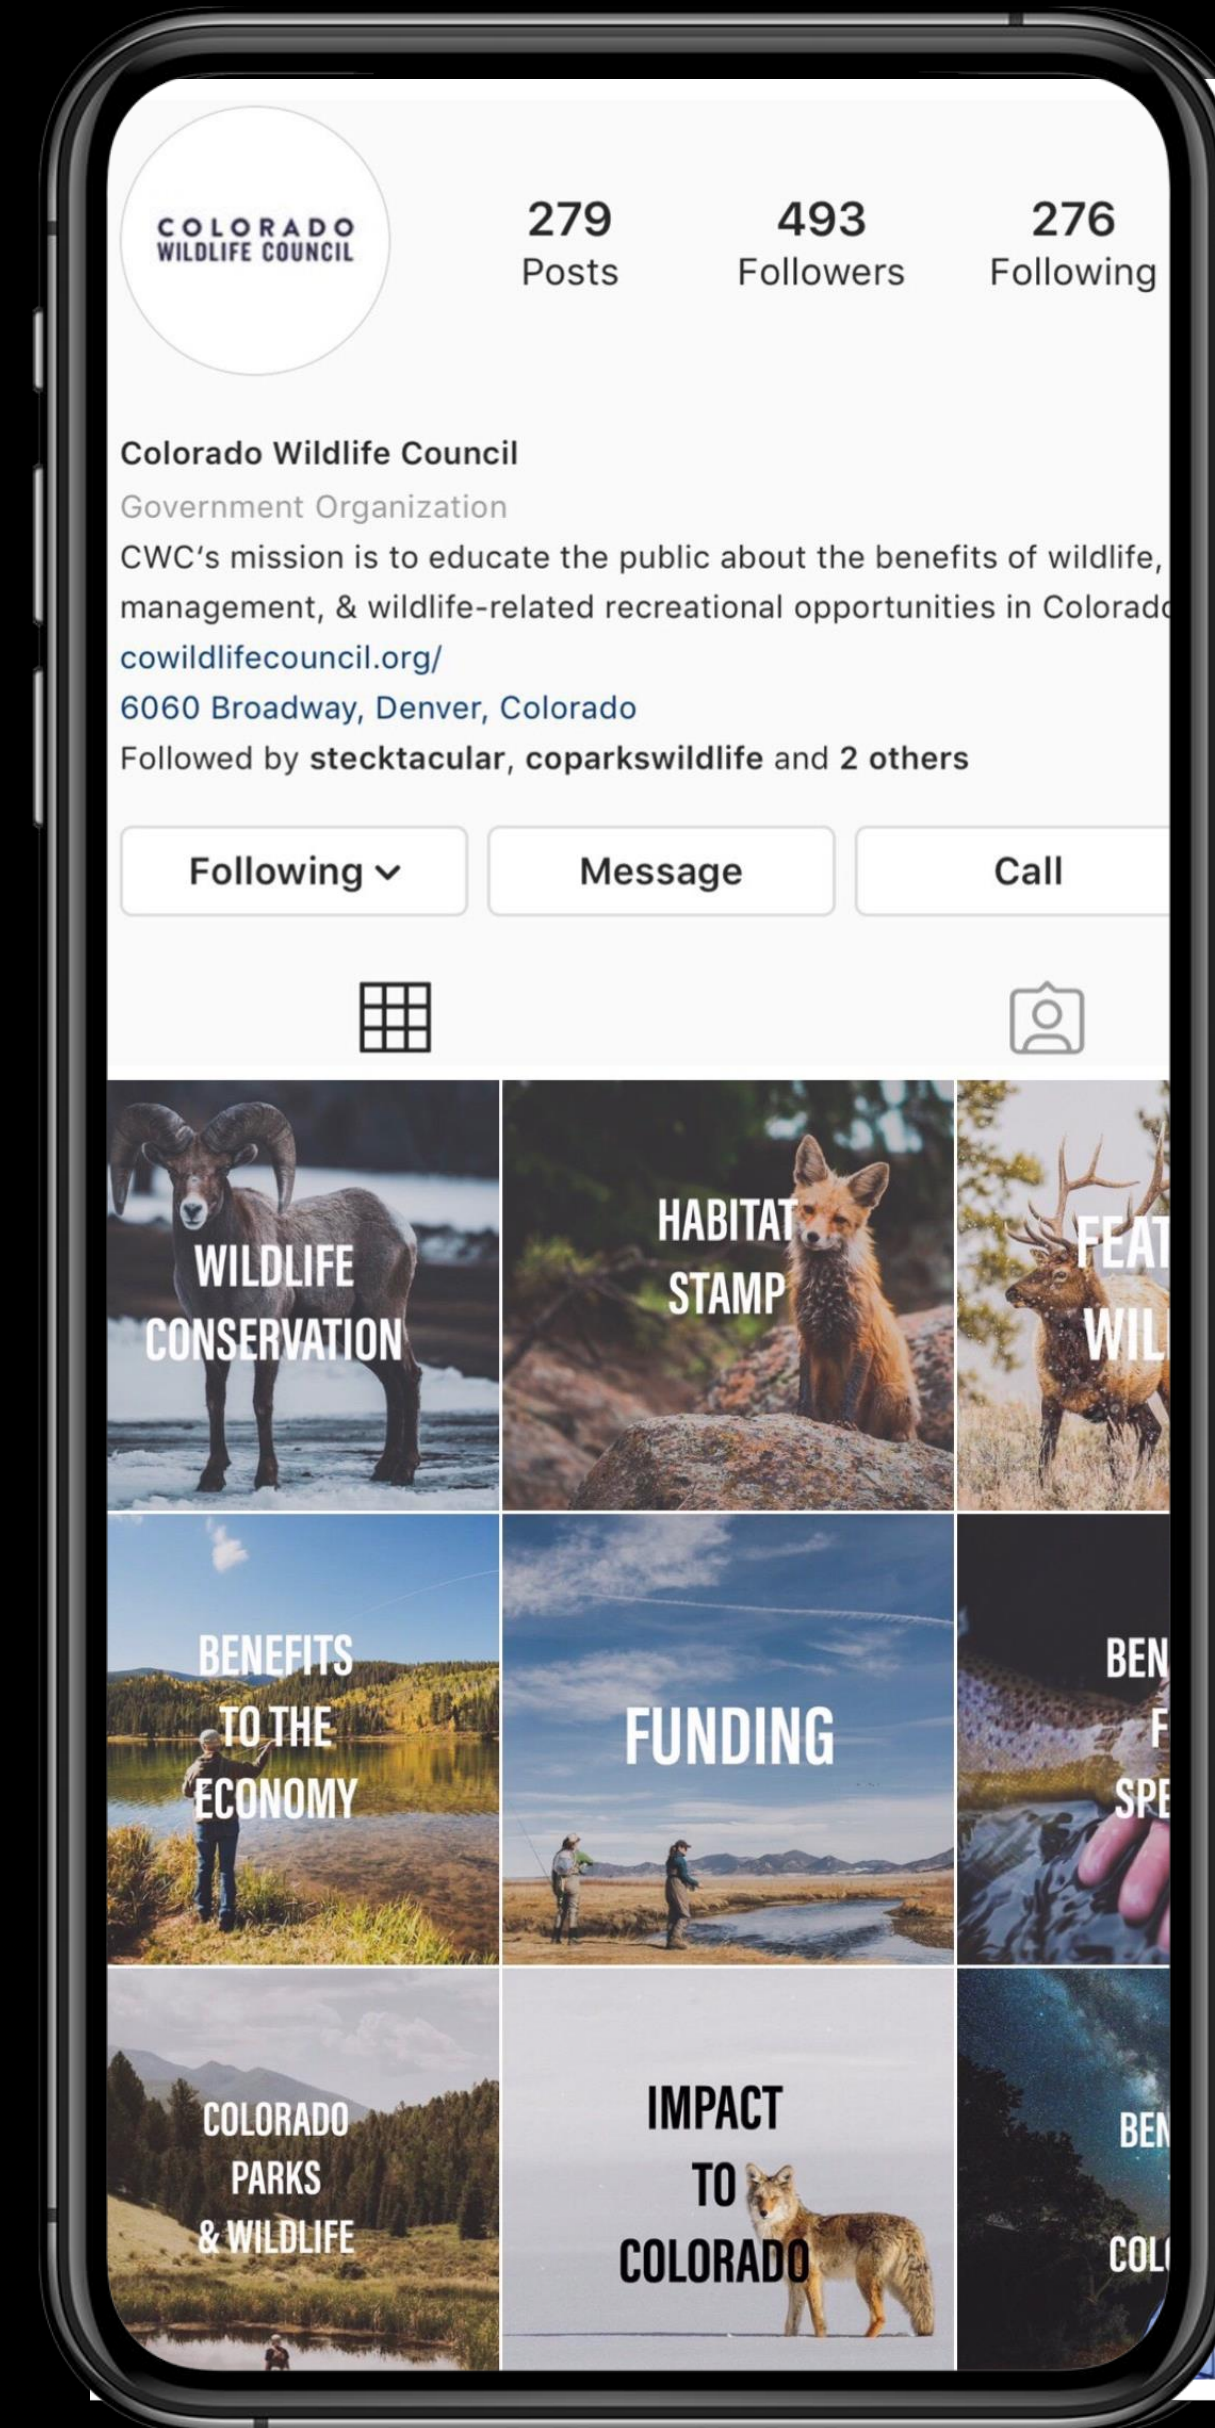 COLORADO
WILDLIFE COUNCIL
279
Posts
493
Followers
276
Following
Colorado Wildlife Council
Government Organization
CWC's mission is to educate the public about the benefits of wildlife,
management, & wildlife-related recreational opportunities in
cowildlifecouncil.org/
6060 Broadway, Denver, Colorado
Followed by stecktacular, coparkswildlife and 2 others
Following
Message
Call
WILDLIFE
CONSERVATION
HABITAT
STAMP
BENEFITS
TO THE
ECONOMY
FUNDING
COLORADO
PARKS
& WILDLIFE
IMPACT
TO
COLORADO